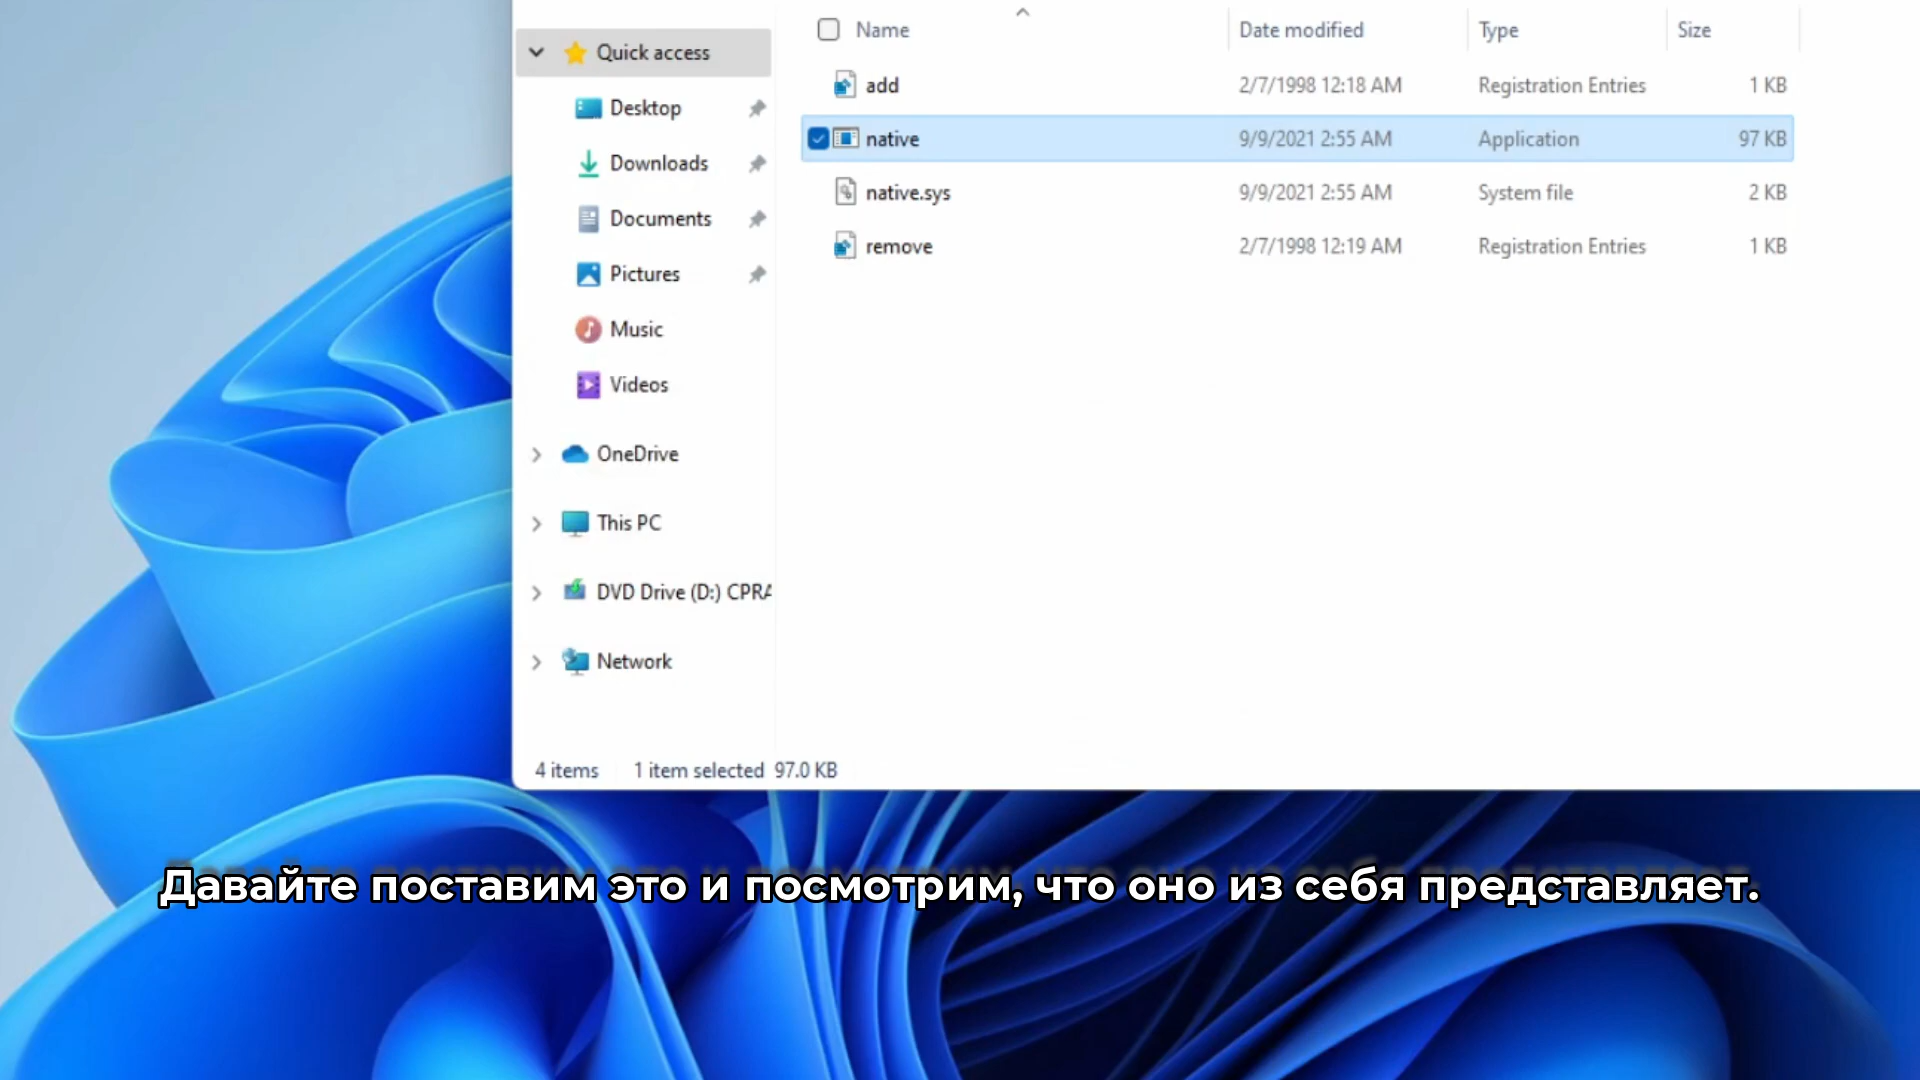 Name Date modified Type Size
Quick access
add 2/7/1998 12:18 AM Registration Entries 1 KB
Desktop
native 9/9/2021 2:55 AM Application 97 KB
Downloads
native.sys 9/9/2021 2:55 AM System file 2 KB
Documents
remove 2/7/1998 12:19 AM Registration Entries 1 KB
Pictures
Music
Videos
OneDrive
This PC
DVD Drive (D:) CPRA
Network
4 items 1 item selected 97.0 KB
Давайте поставим это и посмотрим, что оно из себя представляет.